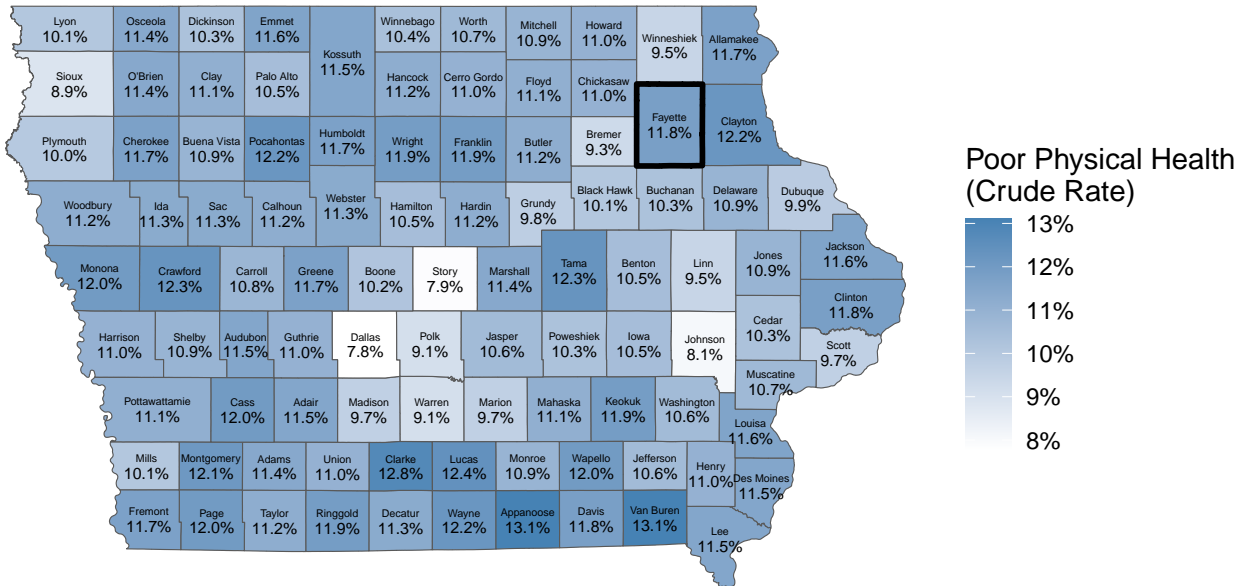 Lyon
10.1%
Osceola
11.4%
Dickinson
10.3%
Emmet
11.6%
Kossuth
11.5%
Winnebago
10.4%
Worth
10.7%
Mitchell
10.9%
Howard
11.0%
Winneshiek
9.5%
Allamakee
11.7%
Sioux
8.9%
O'Brien
11.4%
Clay
11.1%
Palo Alto
10.5%
Hancock
11.2%
Cerro Gordo
11.0%
Floyd
11.1%
Chickasaw
11.0%
Fayette
11.8%
Clayton
12.2%
Plymouth
10.0%
Cherokee
11.7%
Buena Vista
10.9%
Pocahontas
12.2%
Humboldt
11.7%
Wright
11.9%
Franklin
11.9%
Butler
11.2%
Bremer
9.3%
Woodbury
11.2%
Ida
11.3%
Sac
11.3%
Calhoun
11.2%
Webster
11.3%
Hamilton
10.5%
Hardin
11.2%
Grundy
9.8%
Black Hawk
10.1%
Buchanan
10.3%
Delaware
10.9%
Dubuque
9.9%
Monona
12.0%
Crawford
12.3%
Carroll
10.8%
Greene
11.7%
Boone
10.2%
Story
7.9%
Marshall
11.4%
Tama
12.3%
Benton
10.5%
Linn
9.5%
Jones
10.9%
Jackson
11.6%
Clinton
11.8%
Harrison
11.0%
Shelby
10.9%
Audubon
11.5%
Guthrie
11.0%
Dallas
7.8%
Polk
9.1%
Jasper
10.6%
Poweshiek
10.3%
Iowa
10.5%
Johnson
8.1%
Cedar
10.3%
Scott
9.7%
Muscatine
10.7%
Pottawattamie
11.1%
Cass
12.0%
Adair
11.5%
Madison
9.7%
Warren
9.1%
Marion
9.7%
Mahaska
11.1%
Keokuk
11.9%
Washington
10.6%
Louisa
11.6%
Mills
10.1%
Montgomery
12.1%
Adams
11.4%
Union
11.0%
Clarke
12.8%
Lucas
12.4%
Monroe
10.9%
Wapello
12.0%
Jefferson
10.6%
Henry
11.0%
Des Moines
11.5%
Fremont
11.7%
Page
12.0%
Taylor
11.2%
Ringgold
11.9%
Decatur
11.3%
Wayne
12.2%
Appanoose
13.1%
Davis
11.8%
Van Buren
13.1%
Lee
11.5%
Poor Physical Health
(Crude Rate)
13%
12%
11%
10%
9%
8%